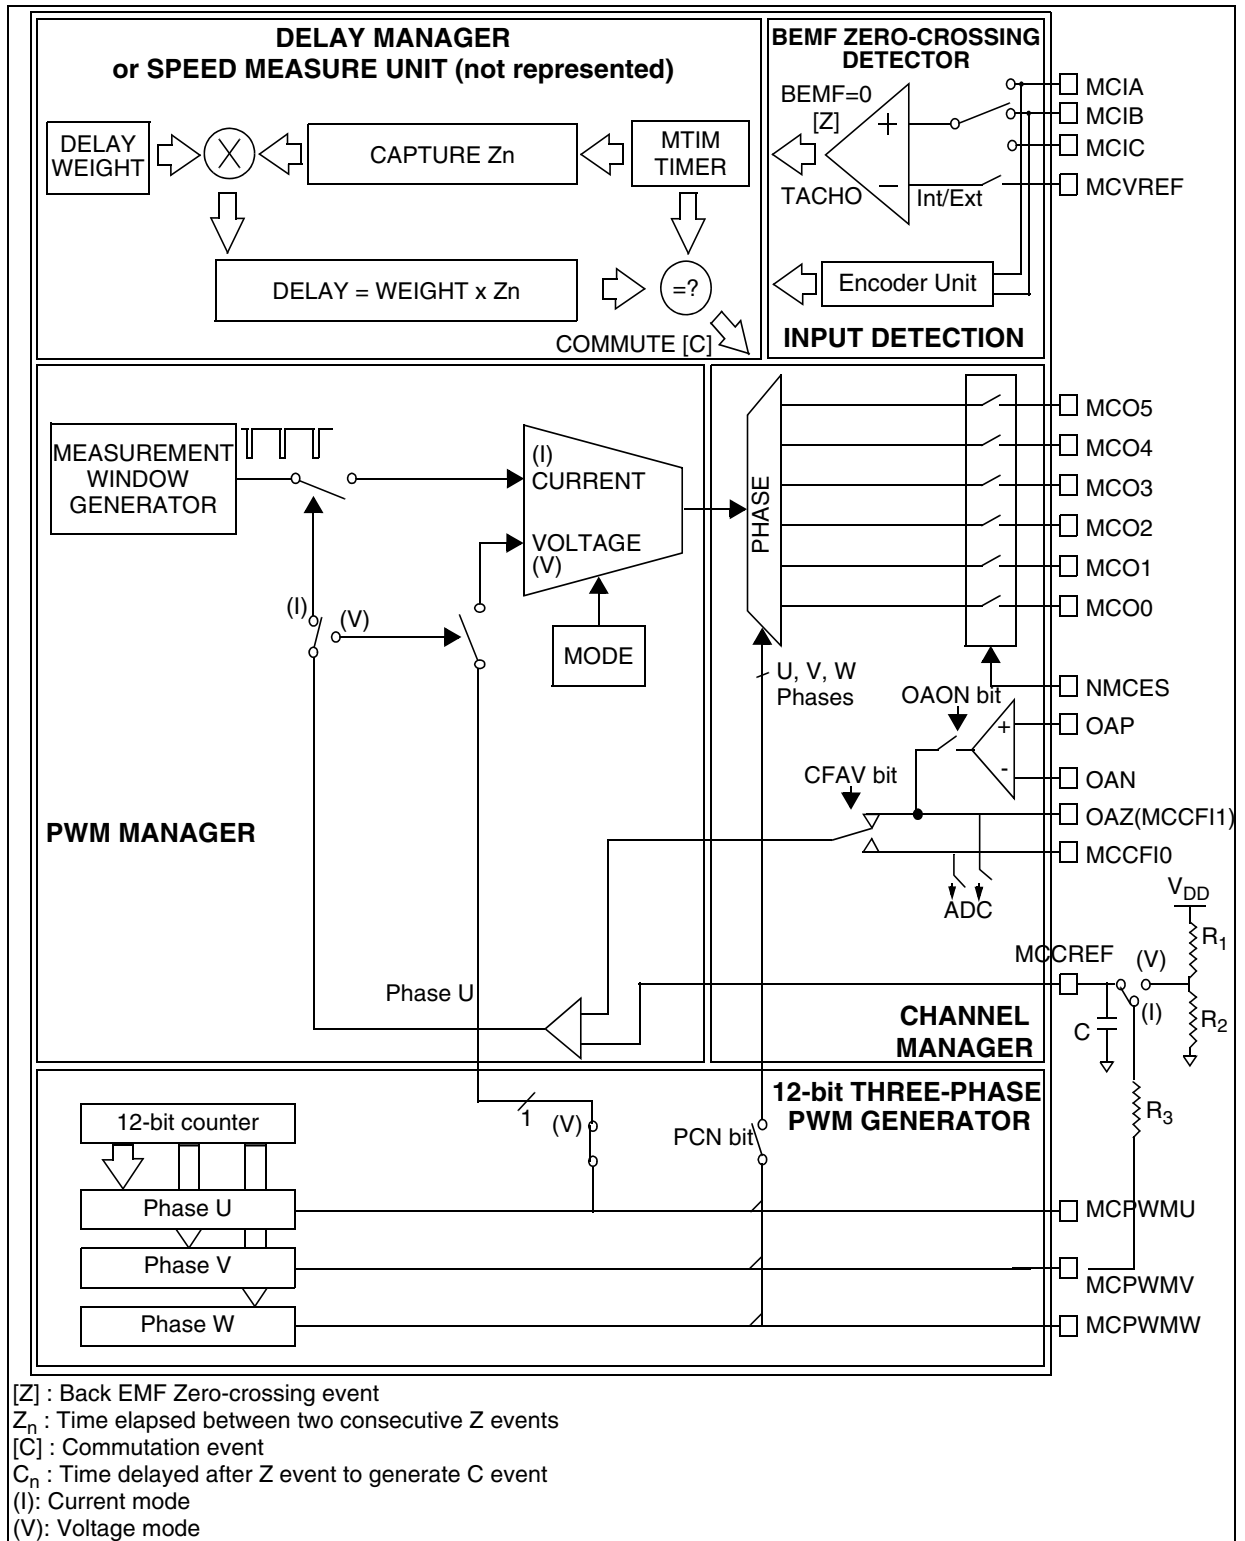 DELAY MANAGER
or SPEED MEASURE UNIT (not represented)
DELAY
WEIGHT
CAPTURE Zn
MTIM
TIMER
DELAY = WEIGHT x Zn
=?
COMMUTE [C]
BEMF ZERO-CROSSING
DETECTOR
BEMF=0
[Z]
+
−
TACHO
Int/Ext
Encoder Unit
INPUT DETECTION
MCIA
MCIB
MCIC
MCVREF
MEASUREMENT
WINDOW
GENERATOR
(I)
CURRENT
VOLTAGE
(V)
(I)
(V)
MODE
PWM MANAGER
Phase U
PHASE
U, V, W
Phases
OAON bit
+
-
CFAV bit
ADC
CHANNEL
MANAGER
MCO5
MCO4
MCO3
MCO2
MCO1
MCO0
NMCES
OAP
OAN
OAZ(MCCFI1)
MCCFI0
VDD
R1
MCCREF
(V)
(I)
C
R2
R3
12-bit THREE-PHASE
PWM GENERATOR
12-bit counter
1
(V)
PCN bit
Phase U
Phase V
Phase W
MCPWMU
MCPWMV
MCPWMW
[Z] : Back EMF Zero-crossing event
Zn : Time elapsed between two consecutive Z events
[C] : Commutation event
Cn : Time delayed after Z event to generate C event
(I): Current mode
(V): Voltage mode